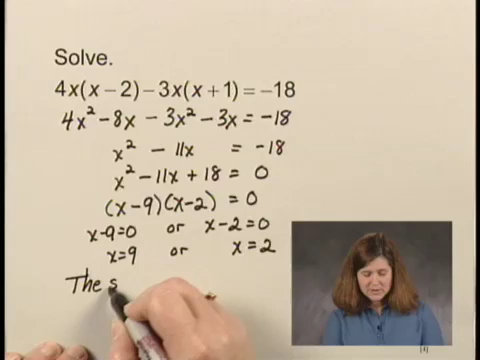 Solve.
4x(x − 2) − 3x(x + 1) = −18
4x² − 8x − 3x² − 3x = −18
x² − 11x = −18
x² − 11x + 18 = 0
(x−9)(x−2) = 0
x−9=0 or x−2=0
x=9 or x=2
The s